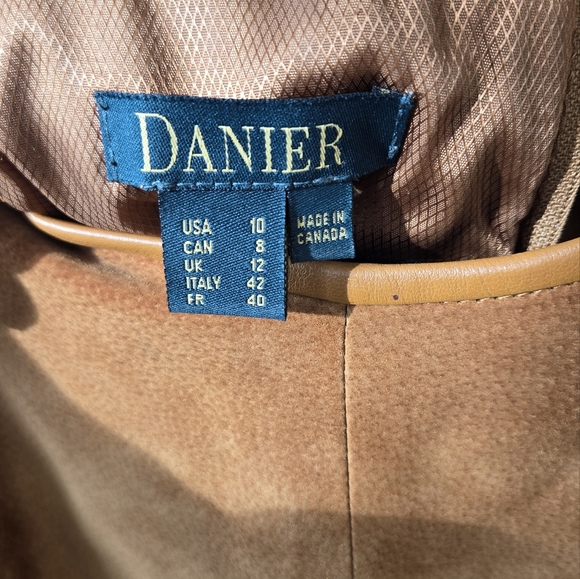 DANIER
USA 10
CAN 8
UK 12
ITALY 42
FR 40
MADE IN
CANADA